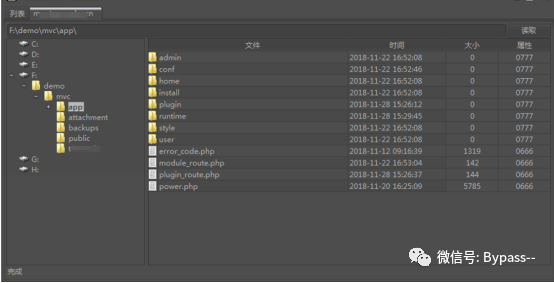 列表
F:\demo\mvc\app\ 读取
C:
D:
E:
F:
demo
mvc
app
attachment
backups
public
G:
H:
文件 时间 大小 属性
admin 2018-11-22 16:52:08 0 0777
conf 2018-11-22 16:52:46 0 0777
home 2018-11-22 16:52:08 0 0777
install 2018-11-22 16:52:08 0 0777
plugin 2018-11-28 15:26:12 0 0777
runtime 2018-11-28 15:29:45 0 0777
style 2018-11-22 16:52:08 0 0777
user 2018-11-22 16:52:08 0 0777
error_code.php 2018-11-12 09:16:39 1319 0666
module_route.php 2018-11-22 16:53:04 142 0666
plugin_route.php 2018-11-28 15:26:37 144 0666
power.php 2018-11-20 16:25:09 5785 0666
微信号: Bypass--
完成